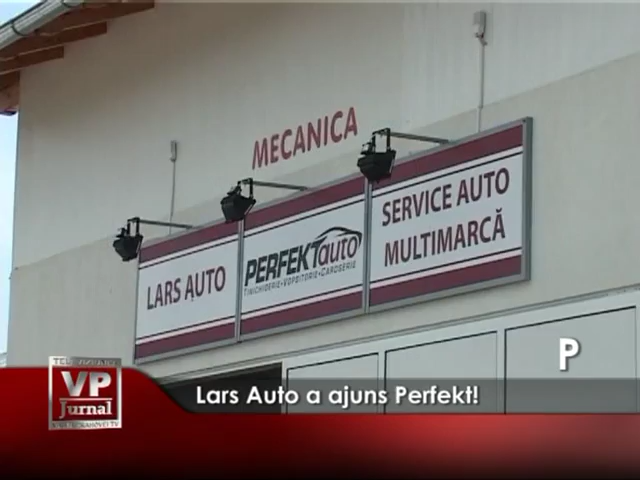 MECANICA
LARS AUTO
PERFEKT auto
TINICHIGERIE•VOPSITORIE•CAROSERIE
SERVICE AUTO
MULTIMARCĂ
P
VP
Jurnal
Lars Auto a ajuns Perfekt!